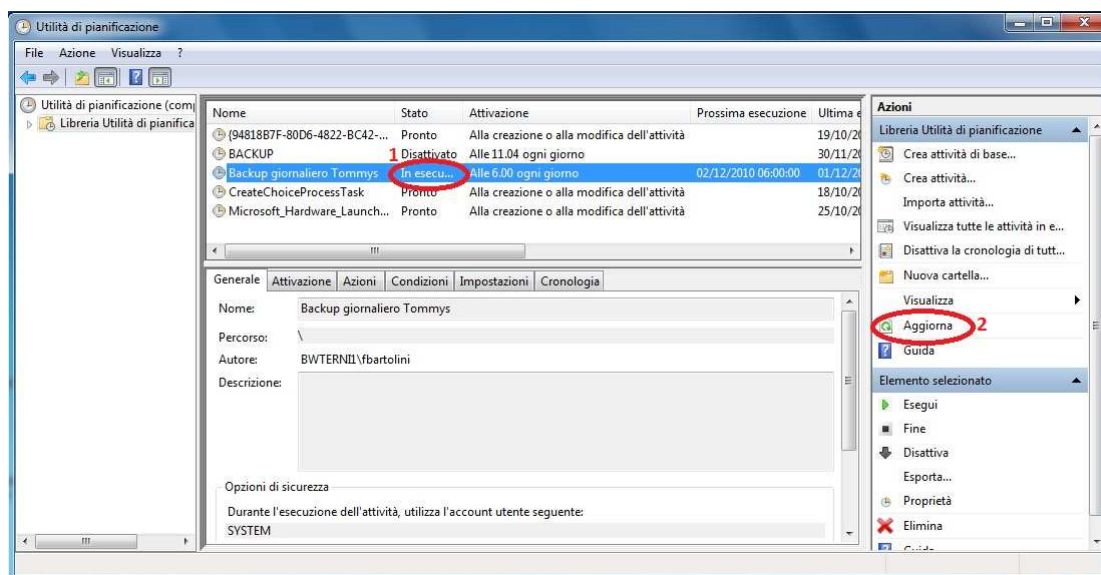 Utilità di pianificazione
File Azione Visualizza ?
Utilità di pianificazione (comp
Libreria Utilità di pianifica
Nome Stato Attivazione Prossima esecuzione Ultima e
{94818B7F-80D6-4822-BC42-... Pronto Alla creazione o alla modifica dell'attività 19/10/20
BACKUP 1 Disattivato Alle 11.04 ogni giorno 30/11/20
Backup giornaliero Tommys In esecu... Alle 6.00 ogni giorno 02/12/2010 06:00:00 01/12/20
CreateChoiceProcessTask Pronto Alla creazione o alla modifica dell'attività 18/10/20
Microsoft_Hardware_Launch... Pronto Alla creazione o alla modifica dell'attività 25/10/20
Generale Attivazione Azioni Condizioni Impostazioni Cronologia
Nome: Backup giornaliero Tommys
Percorso: \
Autore: BWTERNI1\fbartolini
Descrizione:
Opzioni di sicurezza
Durante l'esecuzione dell'attività, utilizza l'account utente seguente:
SYSTEM
Azioni
Libreria Utilità di pianificazione
Crea attività di base...
Crea attività...
Importa attività...
Visualizza tutte le attività in e...
Disattiva la cronologia di tutt...
Nuova cartella...
Visualizza
Aggiorna 2
Guida
Elemento selezionato
Esegui
Fine
Disattiva
Esporta...
Proprietà
Elimina
Guida